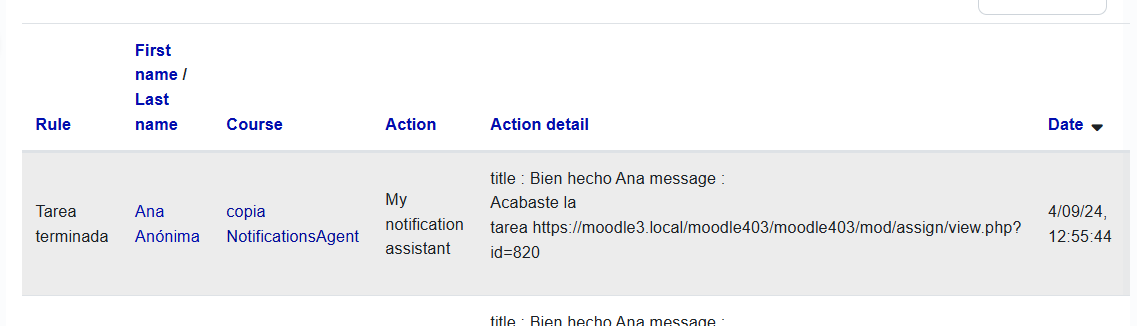 First
name /
Last
name
Rule
Course
Action
Action detail
Date
Tarea
terminada
Ana
Anónima
copia
NotificationsAgent
My
notification
assistant
title : Bien hecho Ana message :
Acabaste la
tarea https://moodle3.local/moodle403/moodle403/mod/assign/view.php?
id=820
4/09/24,
12:55:44
title : Bien hecho Ana message :